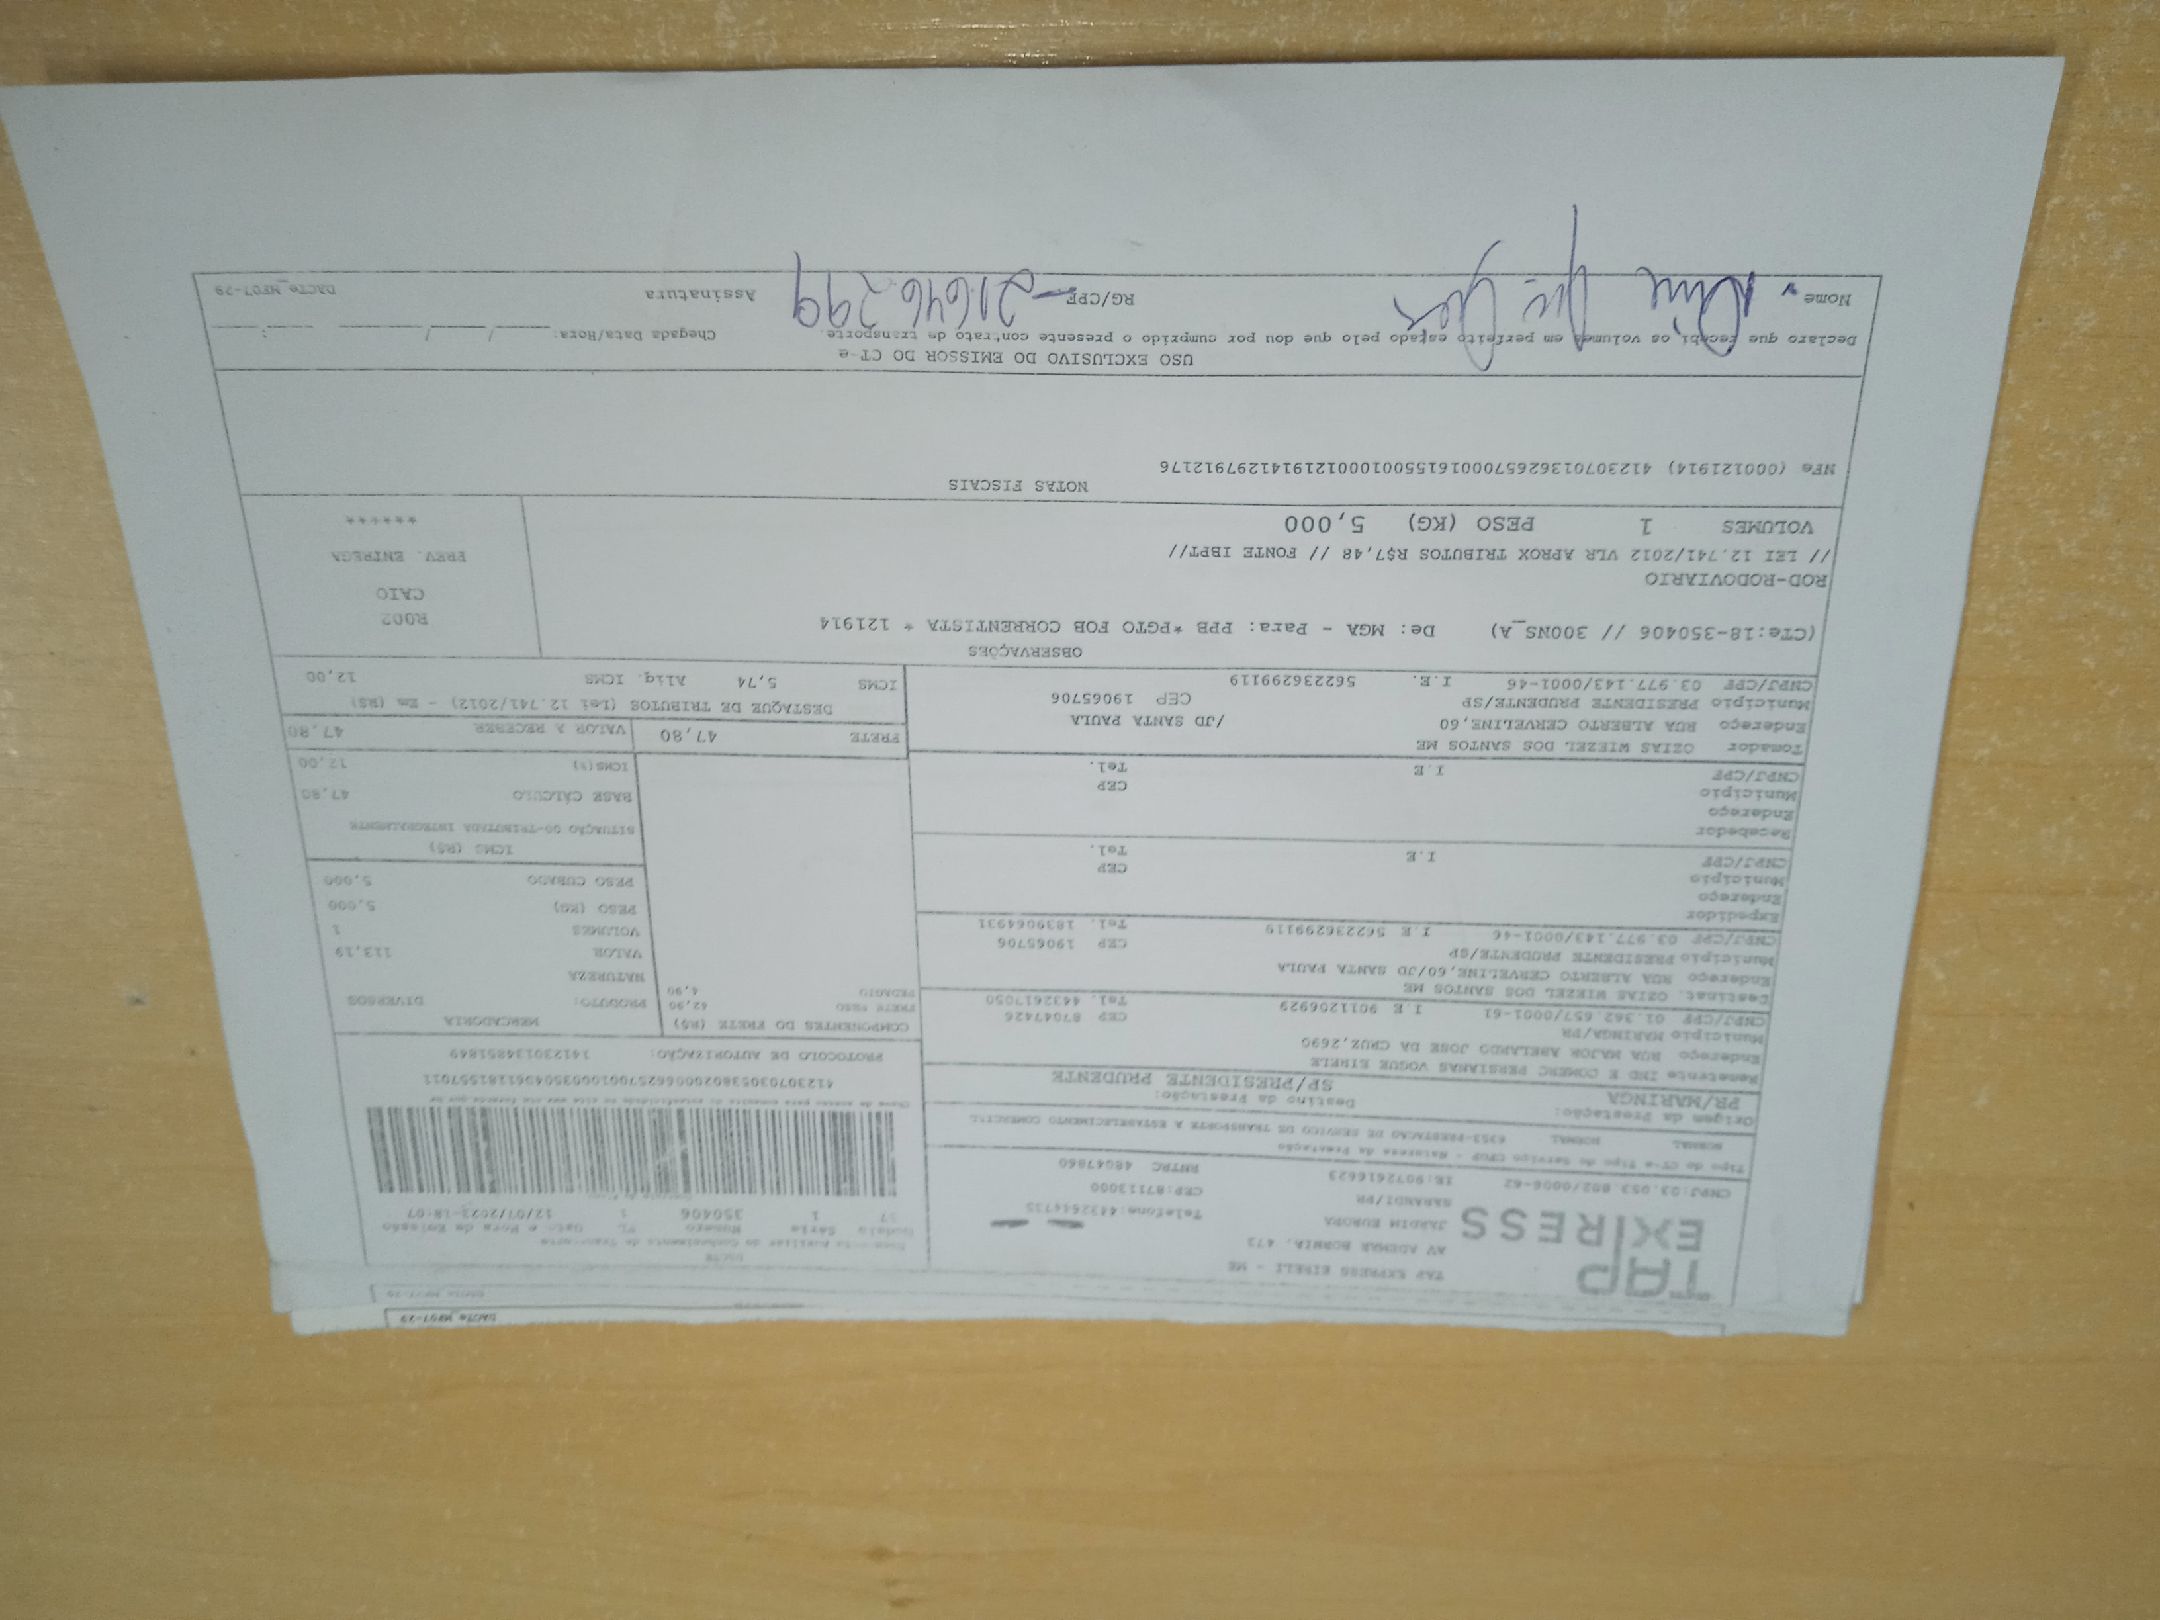 TAP
EXPRESS
TAP EXPRESS EIRELI - ME
AV ADEMAR BORNIA, 473
JARDIM EUROPA
SARANDI/PR
Telefone:4432644735
CEP:87113000
CNPJ:03.053.802/0006-62 IE:9072616623 RNTRC 48047860
DACTE
Documento Auxiliar do Conhecimento de Transporte
Modelo Série Número FL Data e Hora de Emissão
57 1 350406 1 12/07/2023-18:07
Tipo do CT-e Tipo do Serviço CFOP - Natureza da Prestação
NORMAL NORMAL 6353-PRESTACAO DE SERVICO DE TRANSPORTE A ESTABELECIMENTO COMERCIAL
Origem da Prestação: Destino da Prestação:
PR/MARINGA SP/PRESIDENTE PRUDENTE
PROTOCOLO DE AUTORIZAÇÃO: 141230134851849
Remetente IND E COMERC PERSIANAS VOGUE EIRELE
Endereço RUA MAJOR ABELARDO JOSE DA CRUZ,2690
Município MARINGA/PR CEP 87047426
CNPJ/CPF 01.362.657/0001-61 I.E 9011206929 Tel. 4432617050
Destinat. OZIAS WIEZEL DOS SANTOS ME
Endereço RUA ALBERTO CERVELINE,60/JD SANTA PAULA
Município PRESIDENTE PRUDENTE/SP CEP 19065706
CNPJ/CPF 03.977.143/0001-46 I.E 562236299119 Tel. 1839064931
Expedidor
Endereço
Município CEP
CNPJ/CPF I.E Tel.
Recebedor
Endereço
Município CEP
CNPJ/CPF I.E Tel.
Tomador OZIAS WIEZEL DOS SANTOS ME
Endereço RUA ALBERTO CERVELINE,60 /JD SANTA PAULA
Município PRESIDENTE PRUDENTE/SP CEP 19065706
CNPJ/CPF 03.977.143/0001-46 I.E. 562236299119
COMPONENTES DO FRETE (R$)
FRETE PESO 42,90
PEDAGIO 4,90
MERCADORIA
PRODUTO: DIVERSOS
NATUREZA
VALOR 113,19
VOLUMES 1
PESO (KG) 5,000
PESO CUBADO 5,000
ICMS (R$)
SITUAÇÃO 00-TRIBUTADA INTEGRALMENTE
BASE CÁLCULO 47,80
ICMS(%) 12,00
FRETE 47,80 VALOR A RECEBER 47,80
DESTAQUE DE TRIBUTOS (Lei 12.741/2012) - Em (R$)
ICMS 5,74 Aliq. ICMS 12,00
OBSERVAÇÕES
(CTe:18-350406 // 300NS_A) De: MGA - Para: PPB *PGTO FOB CORRENTISTA * 121914
ROD-RODOVIARIO
// LEI 12.741/2012 VLR APROX TRIBUTOS R$7,48 // FONTE IBPT//
VOLUMES 1 PESO (KG) 5,000
R002
CAIO
PREV. ENTREGA
******
NOTAS FISCAIS
NFe (000121914) 41230701362657000161550010001219141297912176
USO EXCLUSIVO DO EMISSOR DO CT-e
Declaro que recebi os volumes em perfeito estado pelo que dou por cumprido o presente contrato de transporte. Chegada Data/Hora: ____/____/____ ____:____
Nome RG/CPF 21646299 Assinatura DACTe_MF07-29
DACTe_MF07-29
DACTe_MF07-29